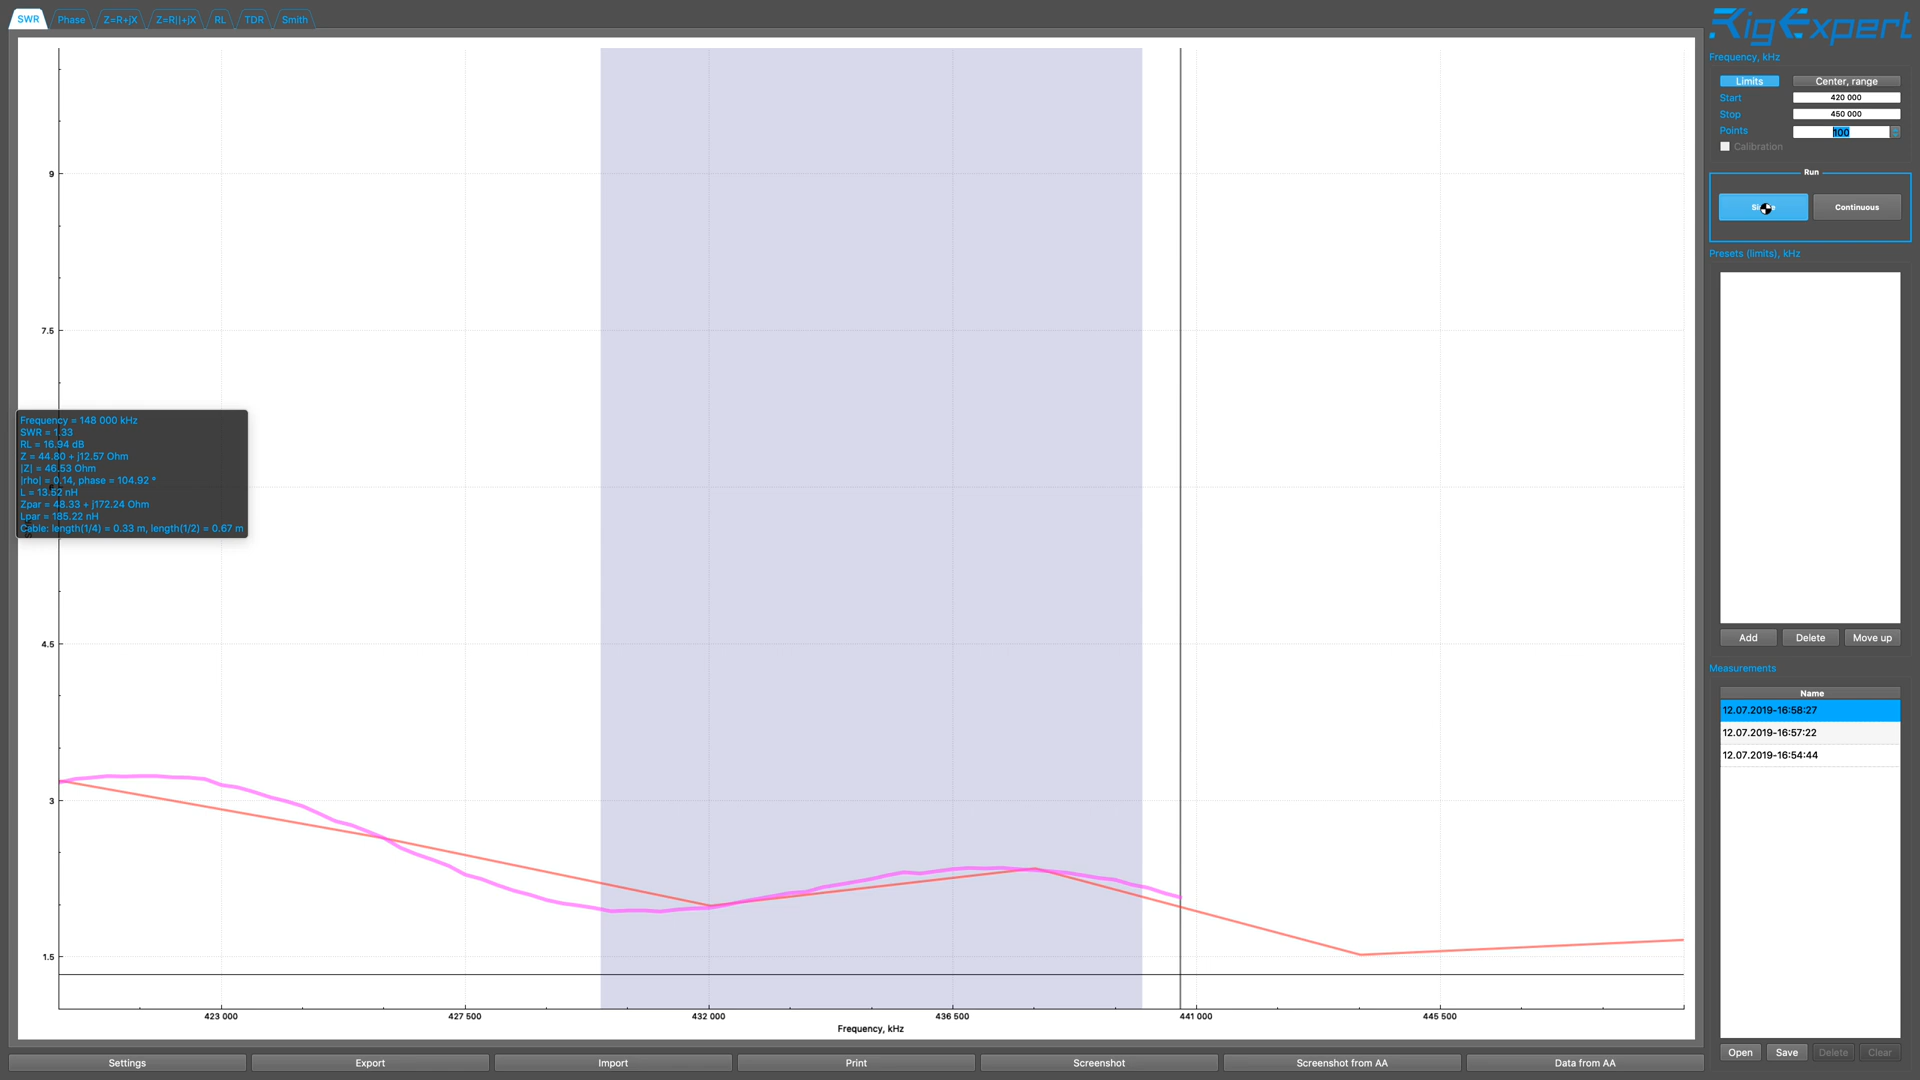 SWR Phase Z=R+jX Z=R||+jX RL TDR Smith
RigExpert
Frequency, kHz
Limits Center, range
Start 420 000
Stop 450 000
Points 100
Calibration
Run
Continuous
Presets (limits), kHz
Add Delete Move up
Measurements
Name
12.07.2019-16:58:27
12.07.2019-16:57:22
12.07.2019-16:54:44
Open Save Delete Clear
9
7.5
4.5
3
1.5
Frequency = 148 000 kHz
SWR = 1.33
RL = 16.94 dB
Z = 44.80 + j12.57 Ohm
|Z| = 46.53 Ohm
|rho| = 0.14, phase = 104.92 °
L = 13.52 nH
Zpar = 48.33 + j172.24 Ohm
Lpar = 185.22 nH
Cable: length(1/4) = 0.33 m, length(1/2) = 0.67 m
423 000 427 500 432 000 436 500 441 000 445 500
Frequency, kHz
Settings Export Import Print Screenshot Screenshot from AA Data from AA